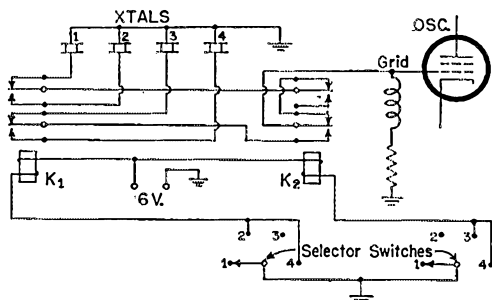 XTALS
OSC.
1 2 3 4
Grid
K1
6V.
K2
2 3
2 3
Selector Switches
1 4
1 4